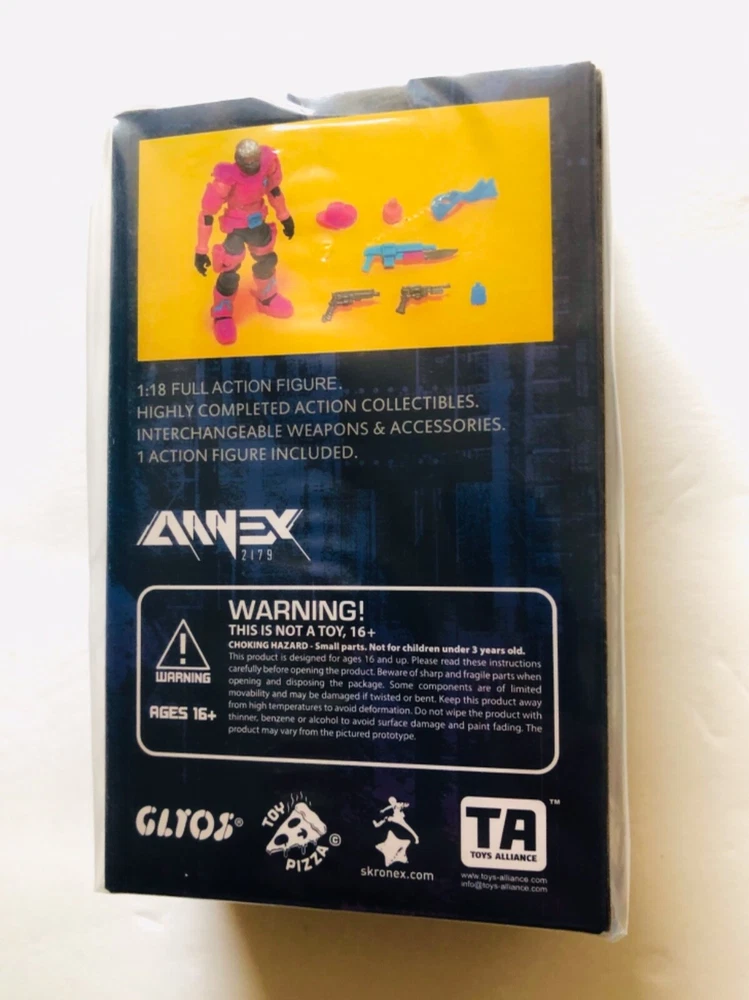 1:18 FULL ACTION FIGURE.
HIGHLY COMPLETED ACTION COLLECTIBLES.
INTERCHANGEABLE WEAPONS & ACCESSORIES.
1 ACTION FIGURE INCLUDED.
ANNEX
2179
WARNING!
THIS IS NOT A TOY, 16+
CHOKING HAZARD - Small parts. Not for children under 3 years old.
This product is designed for ages 16 and up. Please read these instructions
carefully before opening the product. Beware of sharp and fragile parts when
opening and disposing the package. Some components are of limited
movability and may be damaged if twisted or bent. Keep this product away
from high temperatures to avoid deformation. Do not wipe the product with
thinner, benzene or alcohol to avoid surface damage and paint fading. The
product may vary from the pictured prototype.
WARNING
AGES 16+
GLYOS®
TOY
PIZZA ©
skronex.com
TA ™
TOYS ALLIANCE
www.toys-alliance.com
info@toys-alliance.com